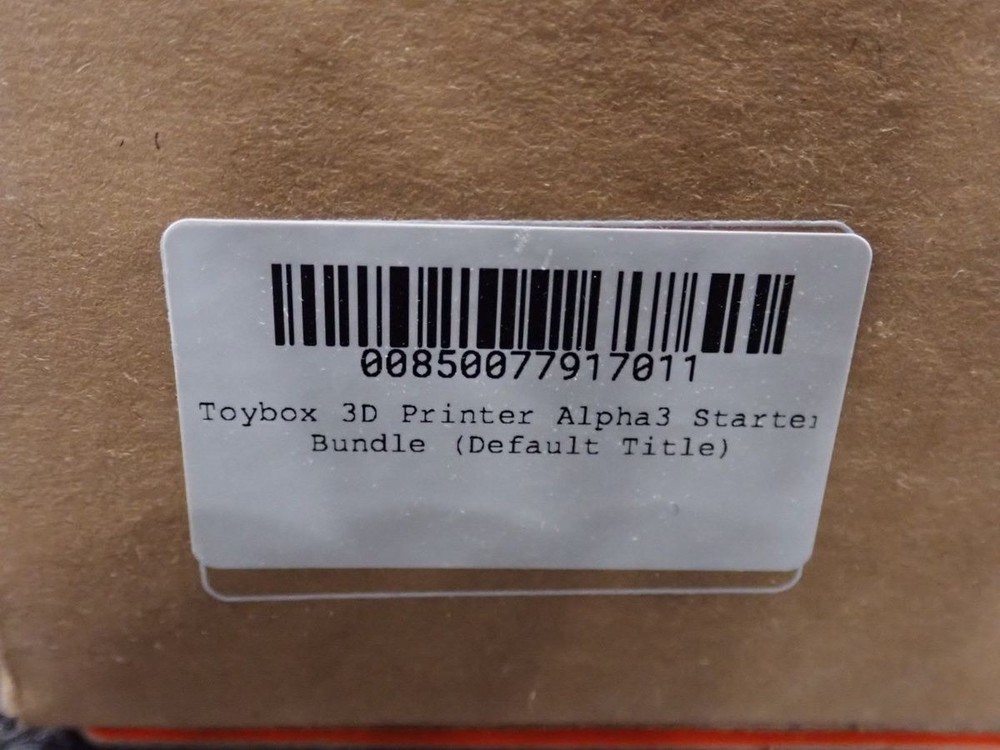 00850077917011
Toybox 3D Printer Alpha3 Starter
Bundle (Default Title)